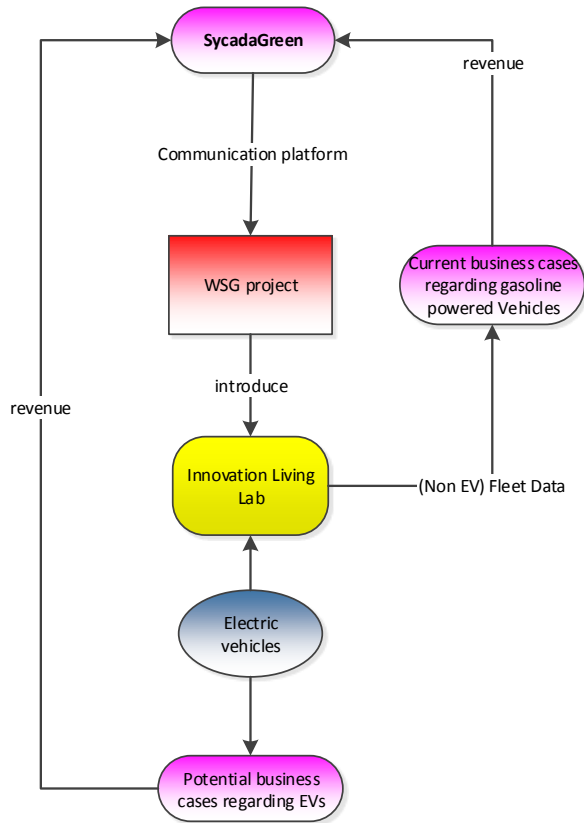 SycadaGreen
revenue
Communication platform
WSG project
Current business cases
regarding gasoline
powered Vehicles
introduce
revenue
Innovation Living
Lab
(Non EV) Fleet Data
Electric
vehicles
Potential business
cases regarding EVs